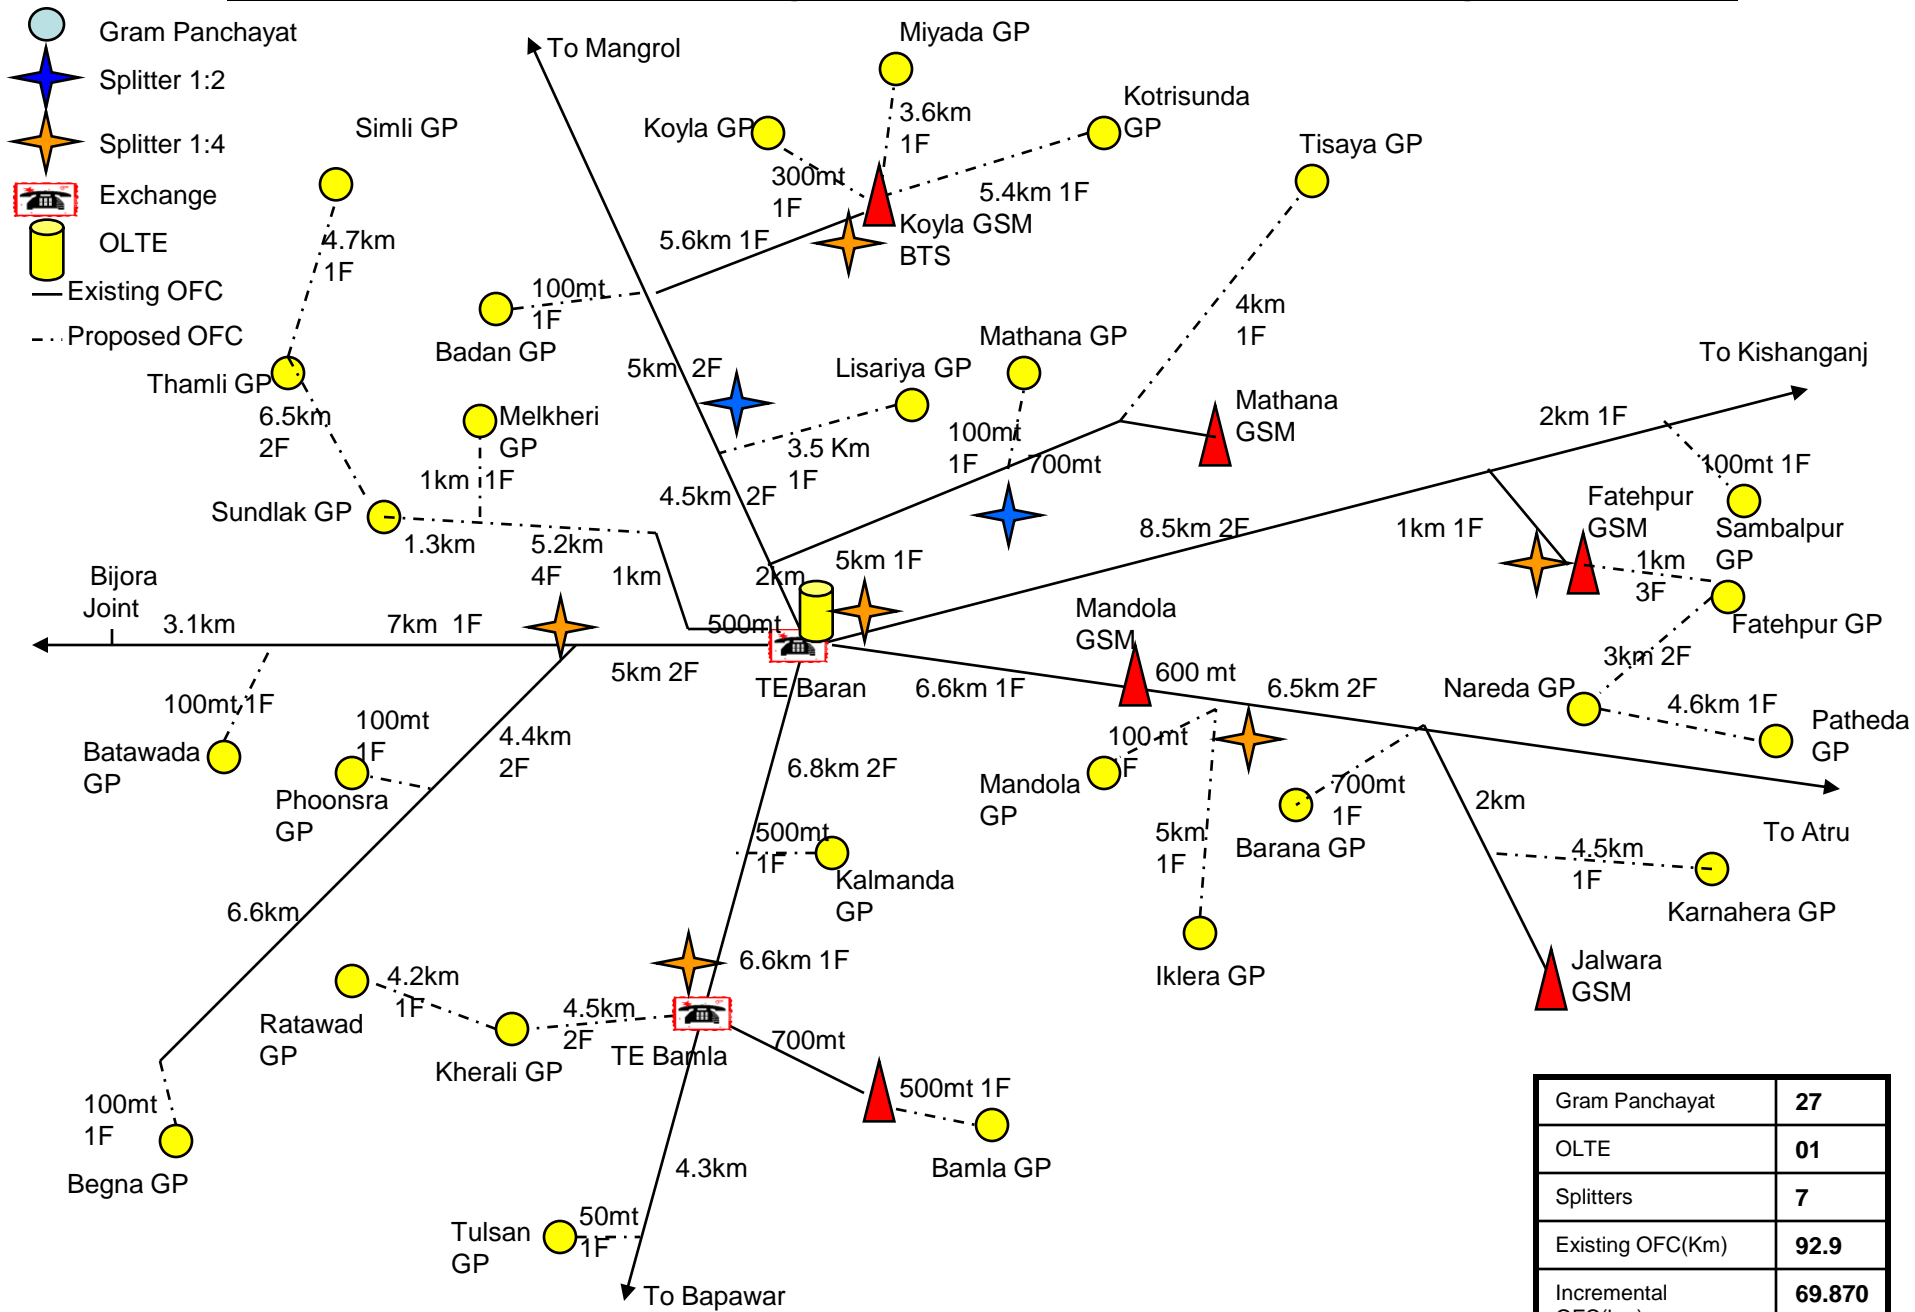 Gram Panchayat
Splitter 1:2
Splitter 1:4
Exchange
OLTE
Existing OFC
Proposed OFC
To Mangrol
Miyada GP
3.6km
1F
Kotrisunda
GP
Koyla GP
300mt
1F
5.4km 1F
Koyla GSM
BTS
5.6km 1F
Tisaya GP
4km
1F
Simli GP
4.7km
1F
100mt
1F
Badan GP
Thamli GP
6.5km
2F
Melkheri
GP
1km 1F
Sundlak GP
1.3km
5.2km
4F
1km
500mt
5km 2F
Lisariya GP
3.5 Km
1F
4.5km 2F
Mathana GP
100mt
1F
700mt
Mathana
GSM
2km
5km 1F
To Kishanganj
2km 1F
8.5km 2F
1km 1F
Fatehpur
GSM
100mt 1F
Sambalpur
GP
1km
3F
Fatehpur GP
3km 2F
Nareda GP
4.6km 1F
Patheda
GP
Bijora
Joint
3.1km
7km 1F
5km 2F
TE Baran
100mt 1F
Batawada
GP
100mt
1F
Phoonsra
GP
4.4km
2F
6.6km
100mt
1F
Begna GP
Mandola
GSM
6.6km 1F
600 mt
6.5km 2F
100 mt
1F
Mandola
GP
5km
1F
Iklera GP
700mt
1F
Barana GP
2km
To Atru
4.5km
1F
Karnahera GP
Jalwara
GSM
6.8km 2F
500mt
1F
Kalmanda
GP
6.6km 1F
4.2km
1F
Ratawad
GP
4.5km
2F
Kherali GP
TE Bamla
700mt
500mt 1F
Bamla GP
4.3km
50mt
1F
Tulsan
GP
To Bapawar
Gram Panchayat 27
OLTE 01
Splitters 7
Existing OFC(Km) 92.9
Incremental 69.870